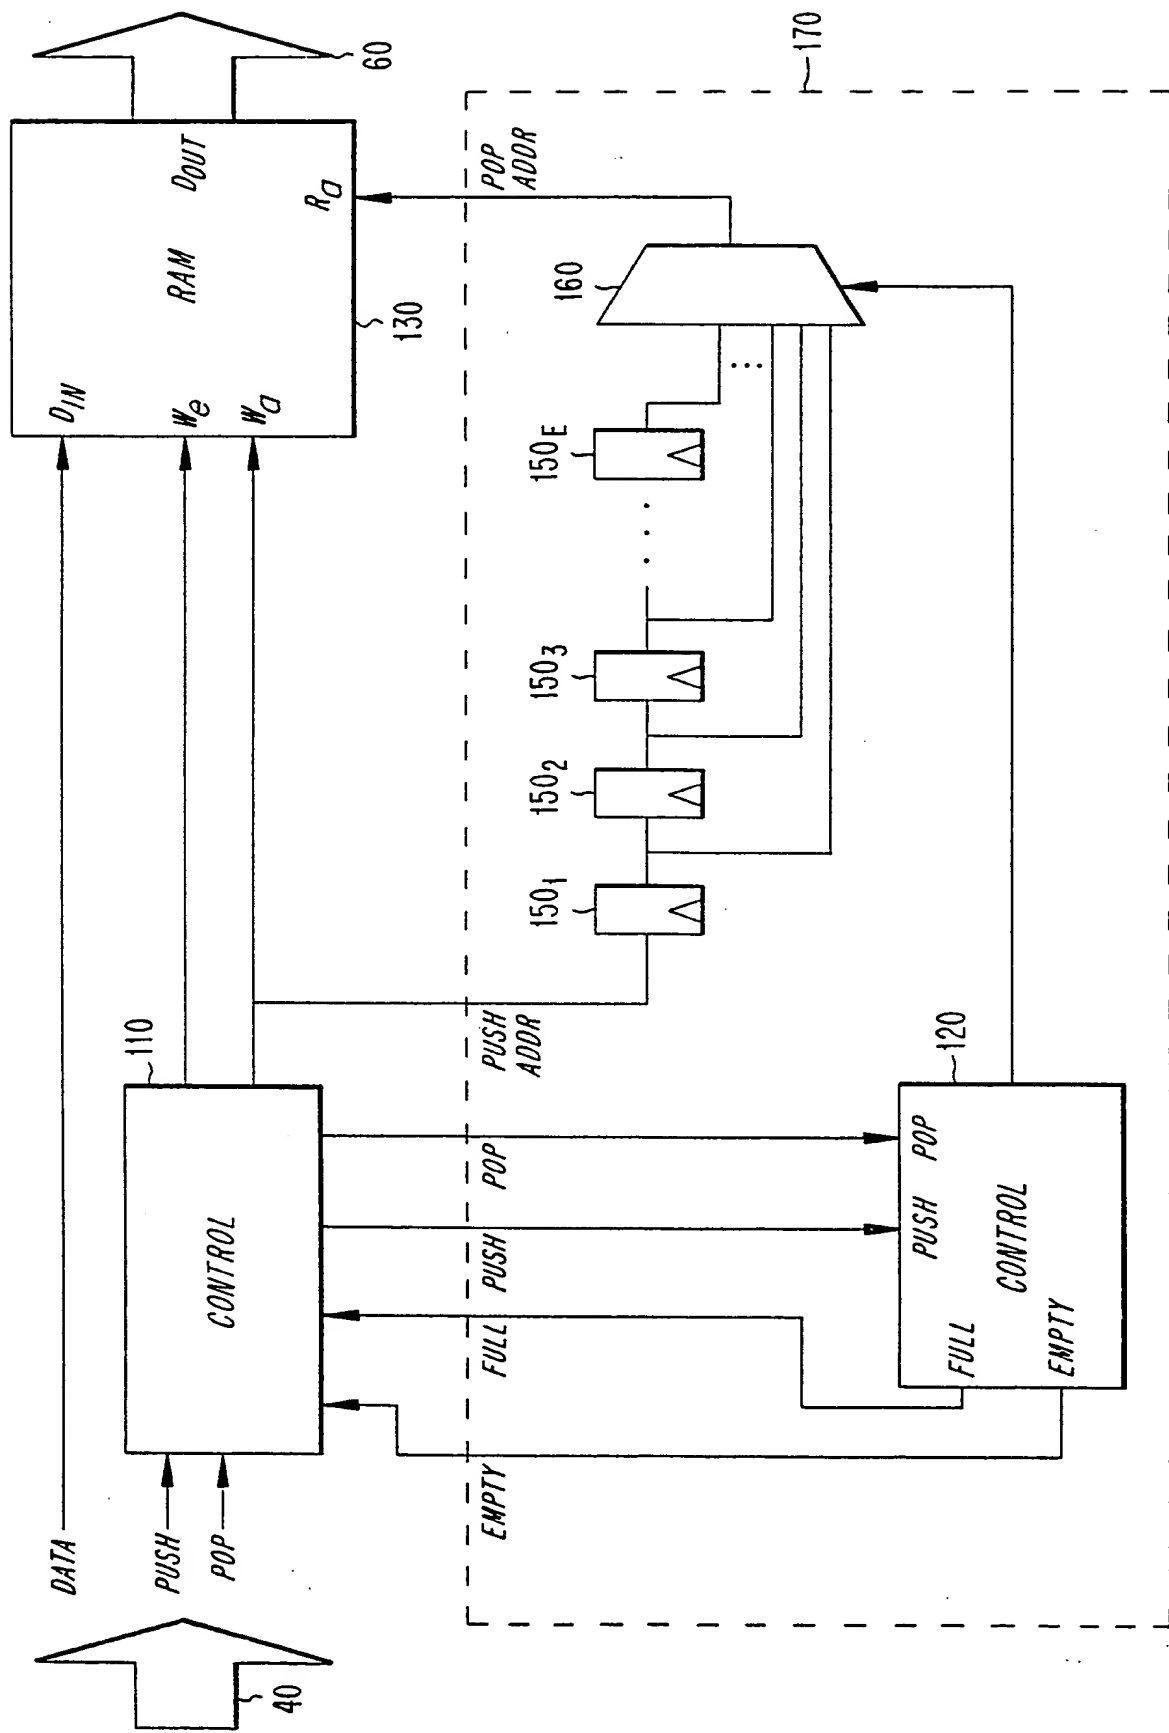 DATA
PUSH
POP
40
110
CONTROL
D_IN
W_e
W_a
RAM
D_OUT
R_a
130
60
EMPTY
FULL
PUSH
POP
PUSH
ADDR
POP
ADDR
170
150_1
150_2
150_3
. . .
150_E
...
160
120
PUSH POP
CONTROL
FULL
EMPTY